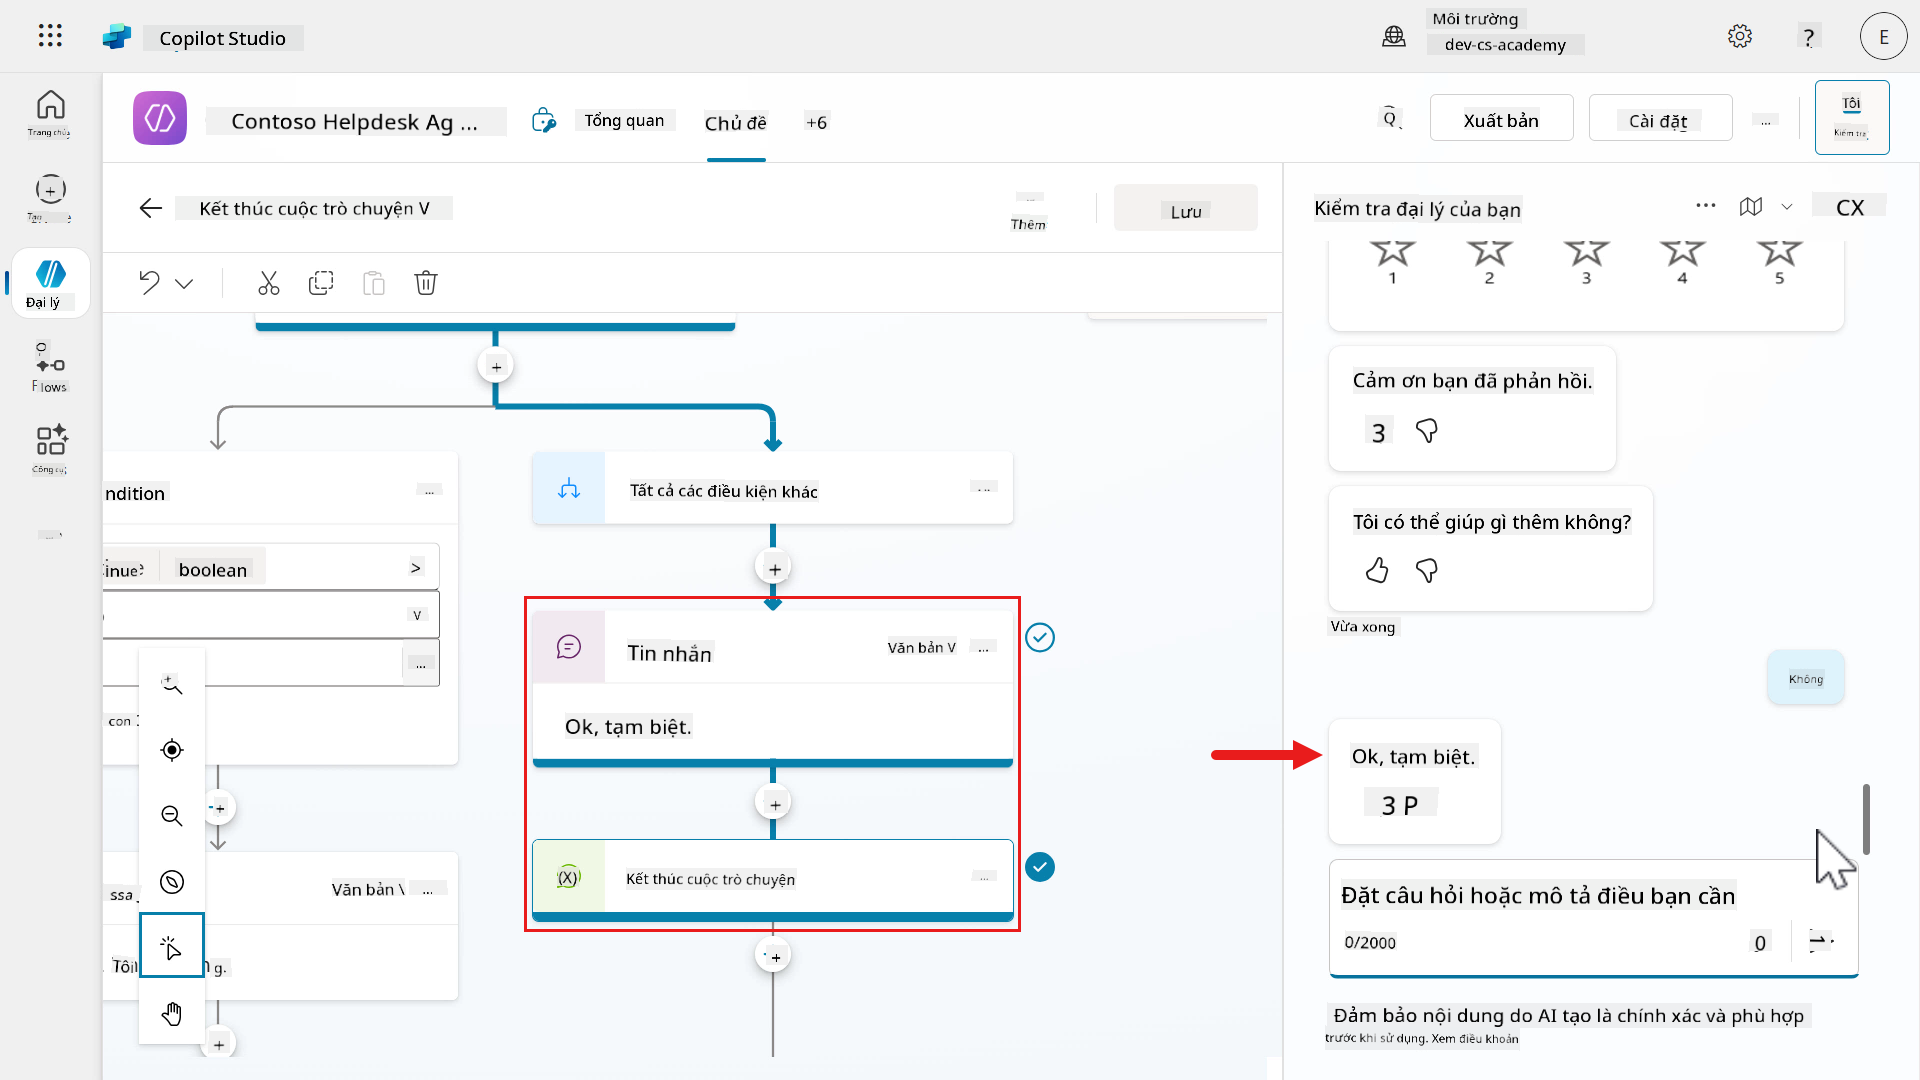 Copilot Studio
Môi trường
dev-cs-academy
?
E
Trang chủ
Đại lý
Flows
Công cụ
Contoso Helpdesk Ag ...
Tổng quan
Chủ đề
+6
Xuất bản
Cài đặt
...
Tôi
Kiểm tra
Kết thúc cuộc trò chuyện V
Thêm
Lưu
Kiểm tra đại lý của bạn
CX
1
2
3
4
5
Cảm ơn bạn đã phản hồi.
3
Tôi có thể giúp gì thêm không?
Vừa xong
Không
Ok, tạm biệt.
3 P
Đặt câu hỏi hoặc mô tả điều bạn cần
0/2000
0
Đảm bảo nội dung do AI tạo là chính xác và phù hợp
trước khi sử dụng. Xem điều khoản
ndition
...
boolean
>
V
...
con
ssa
Văn bản \
...
Tôi
g.
Tất cả các điều kiện khác
Tin nhắn
Văn bản V
...
Ok, tạm biệt.
(X)
Kết thúc cuộc trò chuyện
...